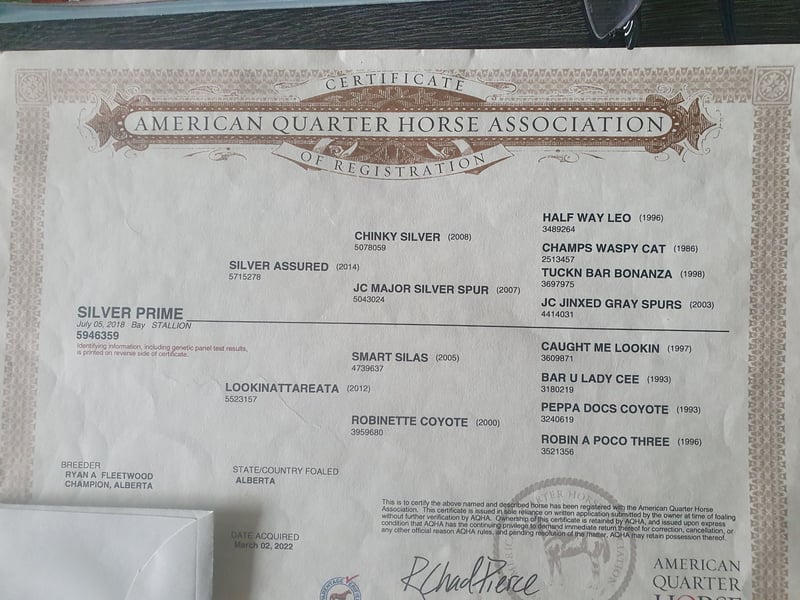 CERTIFICATE
AMERICAN QUARTER HORSE ASSOCIATION
OF REGISTRATION
HALF WAY LEO (1996)
3489264
CHINKY SILVER (2008)
5078059
CHAMPS WASPY CAT (1986)
2513457
SILVER ASSURED (2014)
5715278
TUCKN BAR BONANZA (1998)
3697975
JC MAJOR SILVER SPUR (2007)
5043024
JC JINXED GRAY SPURS (2003)
4414031
SILVER PRIME
July 05, 2018 Bay STALLION
5946359
Identifying information, including genetic panel test results,
is printed on reverse side of certificate.
CAUGHT ME LOOKIN (1997)
3609871
SMART SILAS (2005)
4739637
BAR U LADY CEE (1993)
3180219
LOOKINATTAREATA (2012)
5523157
PEPPA DOCS COYOTE (1993)
3240619
ROBINETTE COYOTE (2000)
3959680
ROBIN A POCO THREE (1996)
3521356
BREEDER
RYAN A FLEETWOOD
CHAMPION, ALBERTA
STATE/COUNTRY FOALED
ALBERTA
DATE ACQUIRED
March 02, 2022
This is to certify the above named and described horse has been registered with the American Quarter Horse
Association. This certificate is issued in sole reliance on written application submitted by the owner at time of foaling
without further verification by AQHA. Ownership of this certificate is retained by AQHA, and issued upon express
condition that AQHA has the continuing privilege to demand immediate return thereof for correction, cancellation, or
any other official reason AQHA rules, and pending resolution of the matter, AQHA may retain possession thereof.
R Chad Pierce
AMERICAN
QUARTER
HORSE